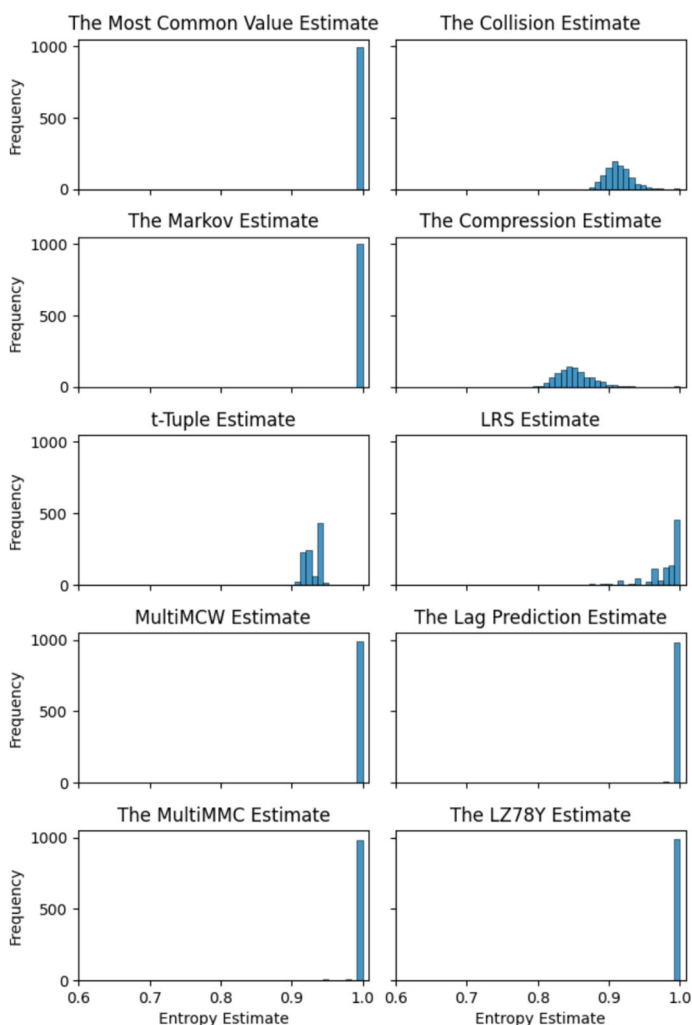 The Most Common Value Estimate
The Collision Estimate
1000
500
0
Frequency
The Markov Estimate
The Compression Estimate
1000
500
0
Frequency
t-Tuple Estimate
LRS Estimate
1000
500
0
Frequency
MultiMCW Estimate
The Lag Prediction Estimate
1000
500
0
Frequency
The MultiMMC Estimate
The LZ78Y Estimate
1000
500
0
Frequency
0.6 0.7 0.8 0.9 1.0
0.6 0.7 0.8 0.9 1.0
Entropy Estimate
Entropy Estimate